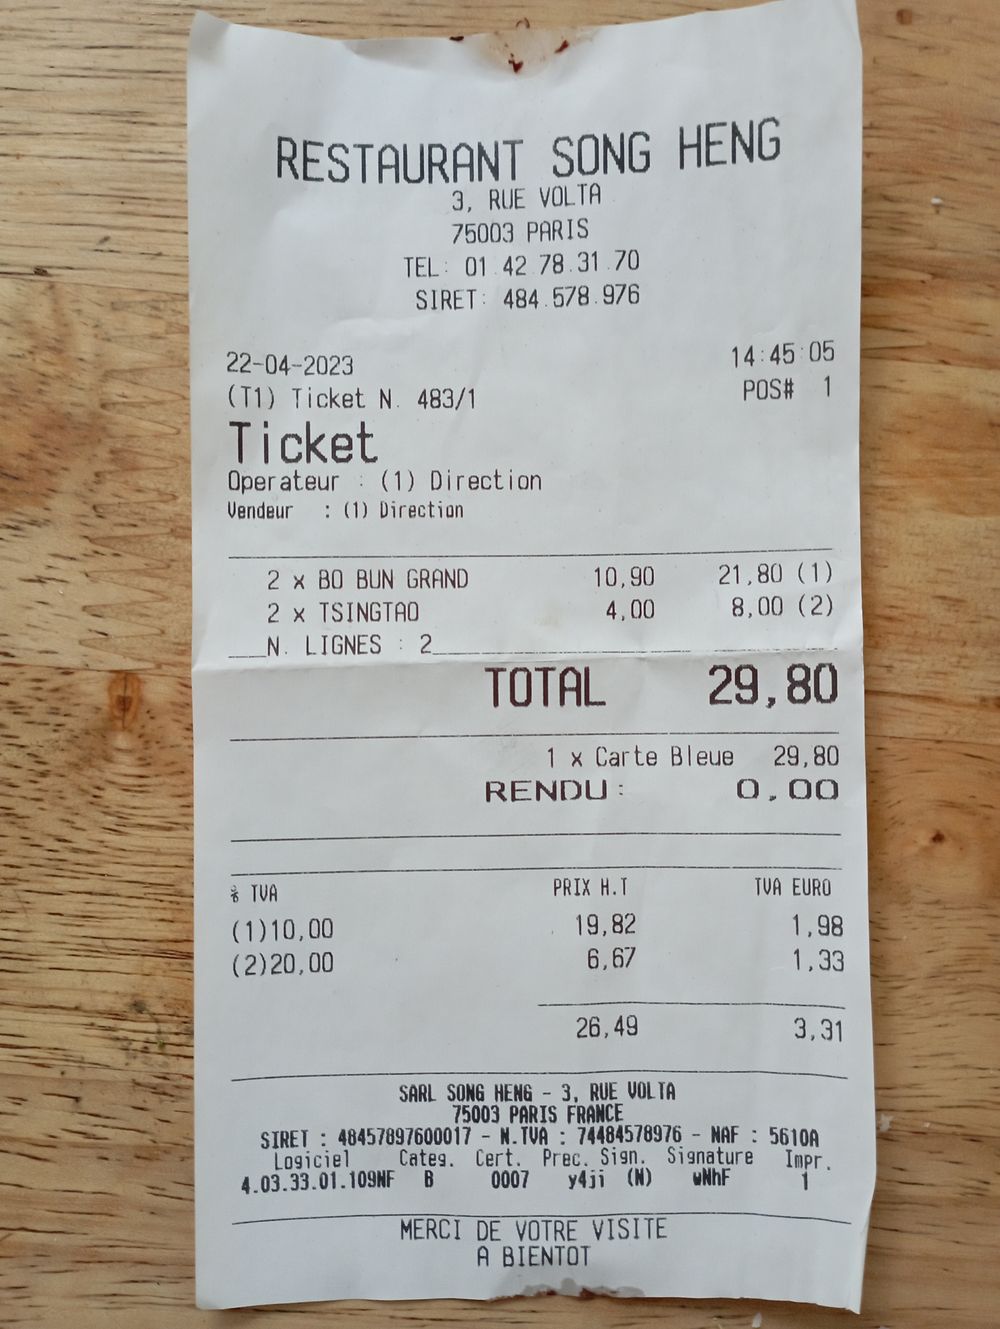 RESTAURANT SONG HENG
3, RUE VOLTA
75003 PARIS
TEL: 01.42.78.31.70
SIRET: 484.578.976
22-04-2023 14:45:05
(T1) Ticket N. 483/1 POS# 1
Ticket
Operateur : (1) Direction
Vendeur : (1) Direction
2 x BO BUN GRAND 10,90 21,80 (1)
2 x TSINGTAO 4,00 8,00 (2)
N. LIGNES : 2
TOTAL 29,80
1 x Carte Bleue 29,80
RENDU: 0,00
% TVA PRIX H.T TVA EURO
(1)10,00 19,82 1,98
(2)20,00 6,67 1,33
26,49 3,31
SARL SONG HENG - 3, RUE VOLTA
75003 PARIS FRANCE
SIRET : 48457897600017 - N.TVA : 74484578976 - NAF : 5610A
Logiciel Categ. Cert. Prec. Sign. Signature Impr.
4.03.33.01.109NF B 0007 y4ji (N) wNhF 1
MERCI DE VOTRE VISITE
A BIENTOT